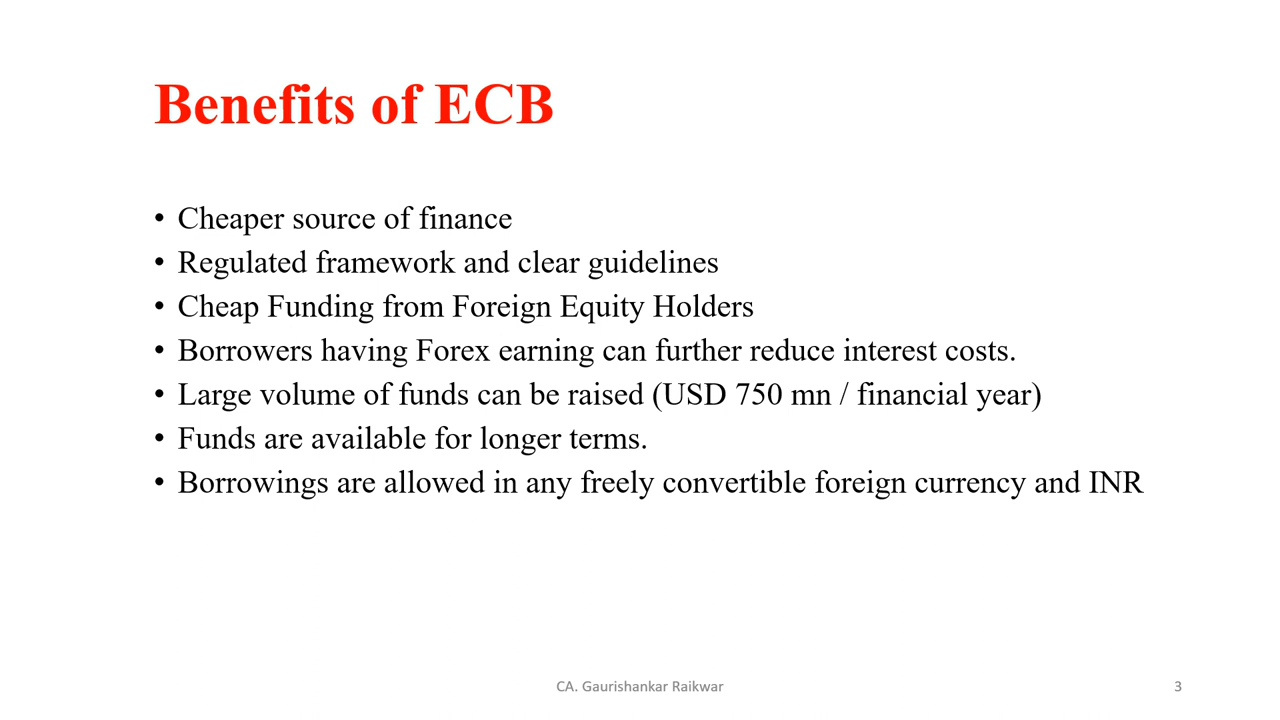 Benefits of ECB
• Cheaper source of finance
• Regulated framework and clear guidelines
• Cheap Funding from Foreign Equity Holders
• Borrowers having Forex earning can further reduce interest costs.
• Large volume of funds can be raised (USD 750 mn / financial year)
• Funds are available for longer terms.
• Borrowings are allowed in any freely convertible foreign currency and INR
CA. Gaurishankar Raikwar
3